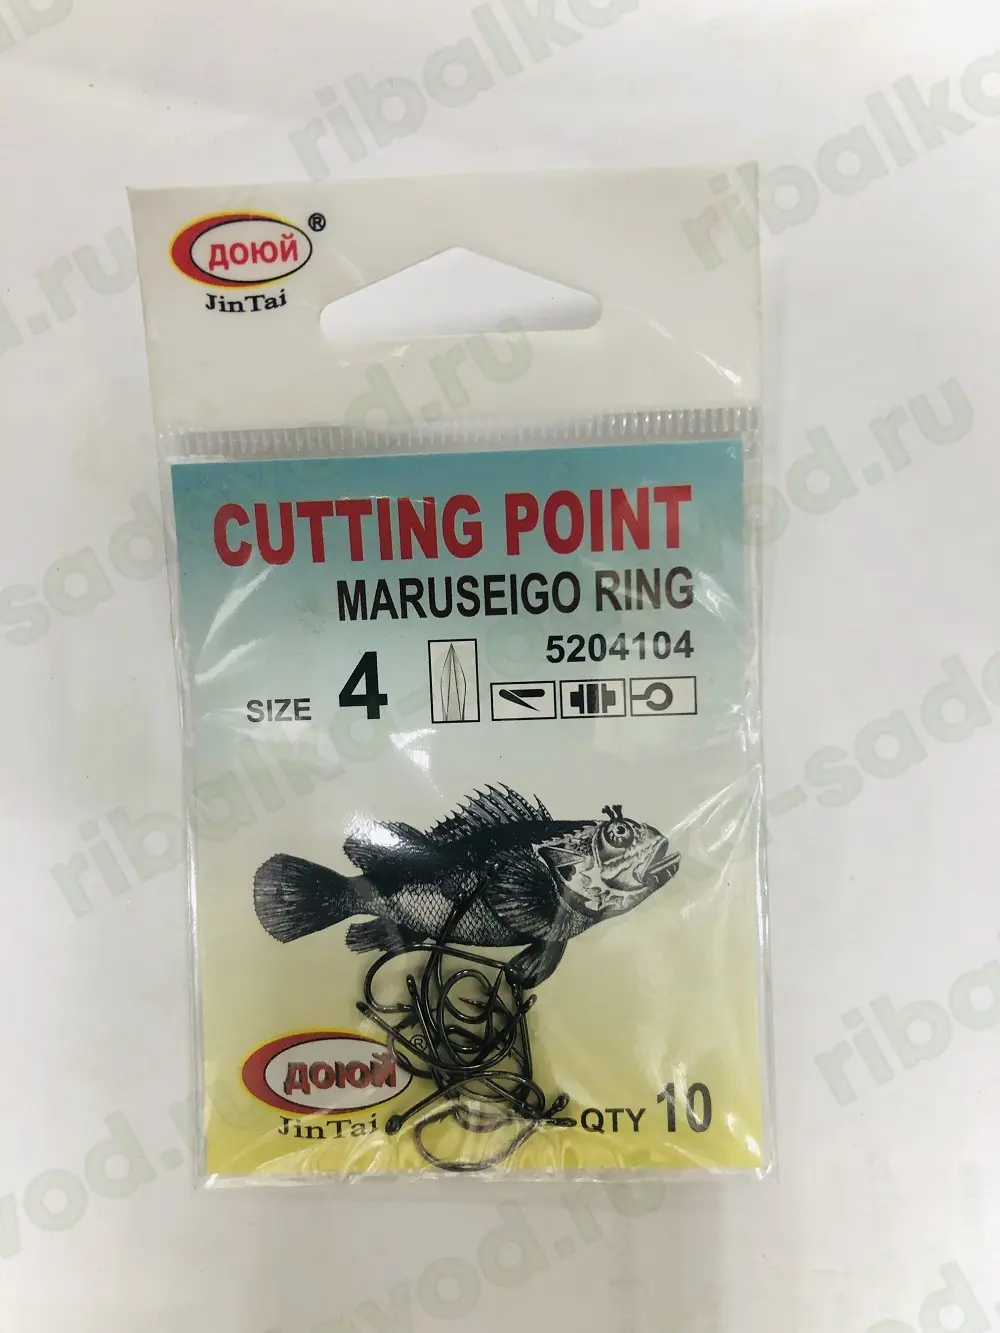 ДОЮЙ ®
JinTai
CUTTING POINT
MARUSEIGO RING
5204104
SIZE 4
ДОЮЙ ®
JinTai
QTY 10
ribalka-sadovod.ru